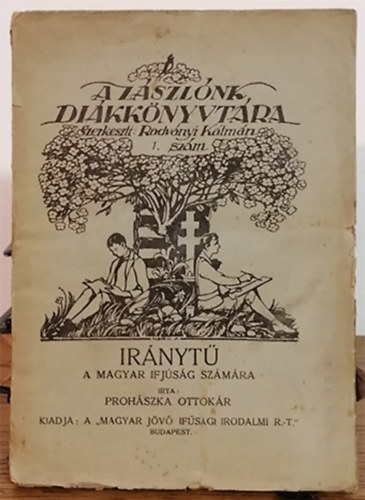 A ZÁSZLÓNK
DIÁKKÖNYVTÁRA
Szerkeszti Radványi Kálmán
1. szám
IRÁNYTŰ
A MAGYAR IFJÚSÁG SZÁMÁRA
IRTA:
PROHÁSZKA OTTOKÁR
KIADJA: A „MAGYAR JÖVŐ IFÚSAGI IRODALMI R.-T."
BUDAPEST.